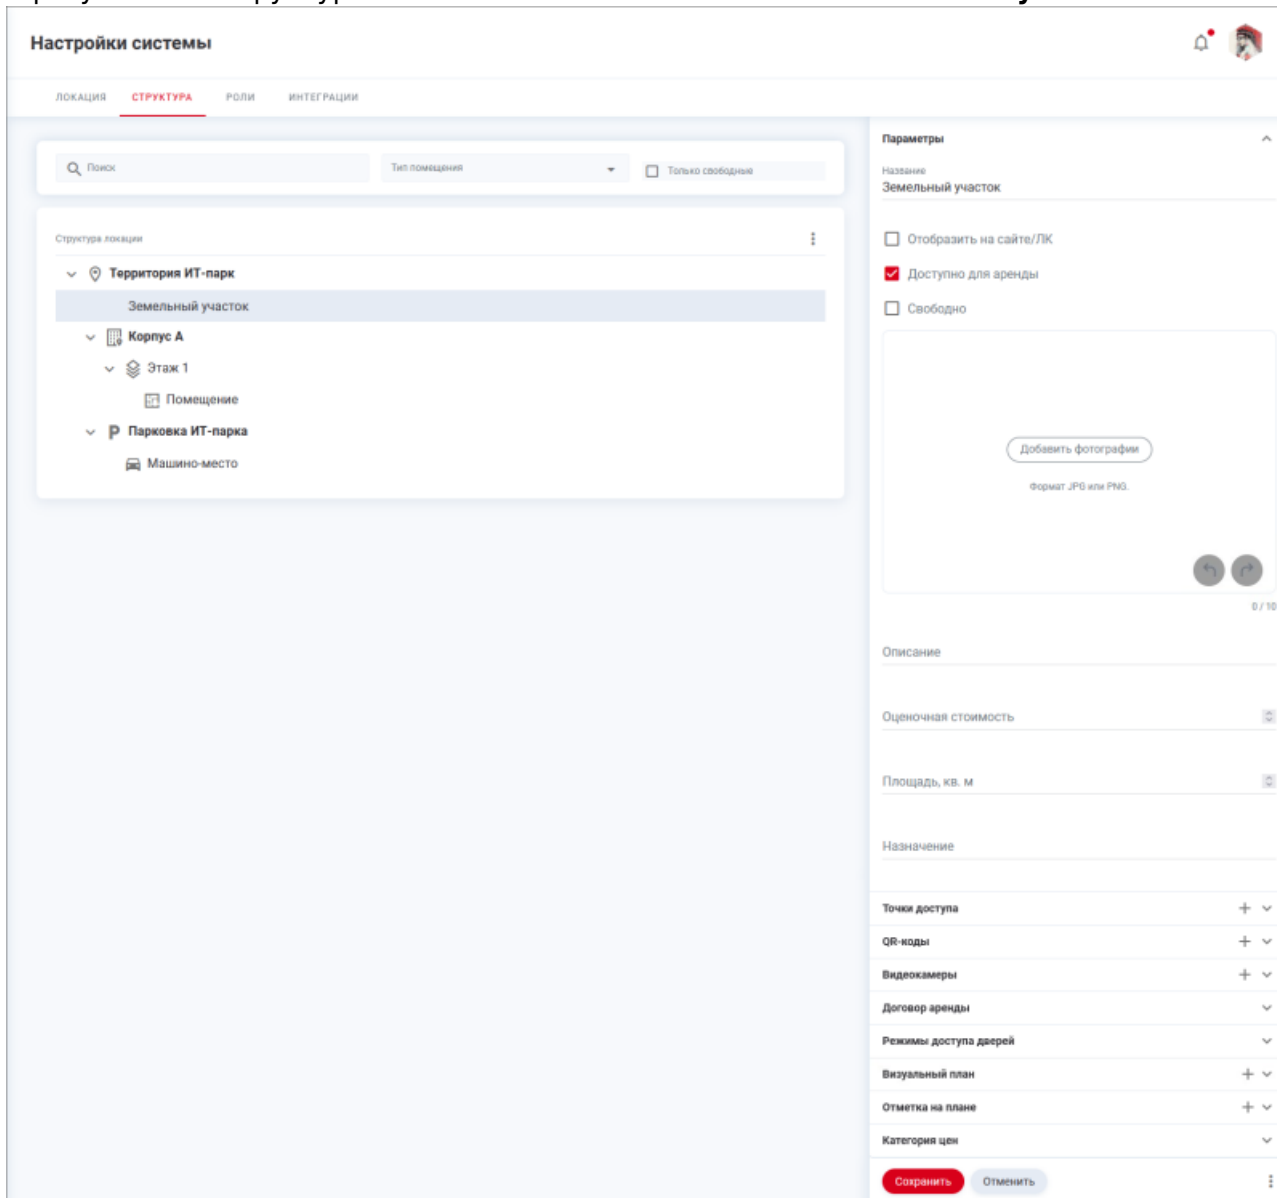 Настройки системы
ЛОКАЦИЯ СТРУКТУРА РОЛИ ИНТЕГРАЦИИ
Поиск Тип помещения Только свободные
Структура локации
Территория ИТ-парк
Земельный участок
Корпус А
Этаж 1
Помещение
P Парковка ИТ-парка
Машино-место
Параметры
Название
Земельный участок
Отобразить на сайте/ЛК
Доступно для аренды
Свободно
Добавить фотографии
Формат JPG или PNG.
0 / 10
Описание
Оценочная стоимость
Площадь, кв. м
Назначение
Точки доступа
QR-коды
Видеокамеры
Договор аренды
Режимы доступа дверей
Визуальный план
Отметка на плане
Категория цен
Сохранить Отменить